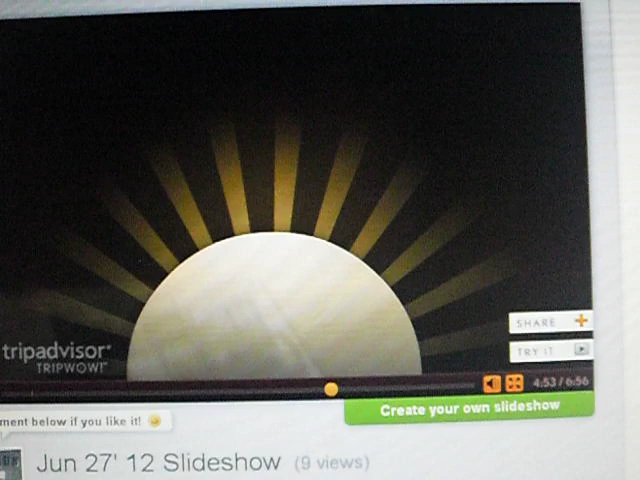 SHARE
TRY IT
tripadvisor®
TRIPWOW!™
4:53 / 6:56
Create your own slideshow
ment below if you like it!
Jun 27' 12 Slideshow (9 views)